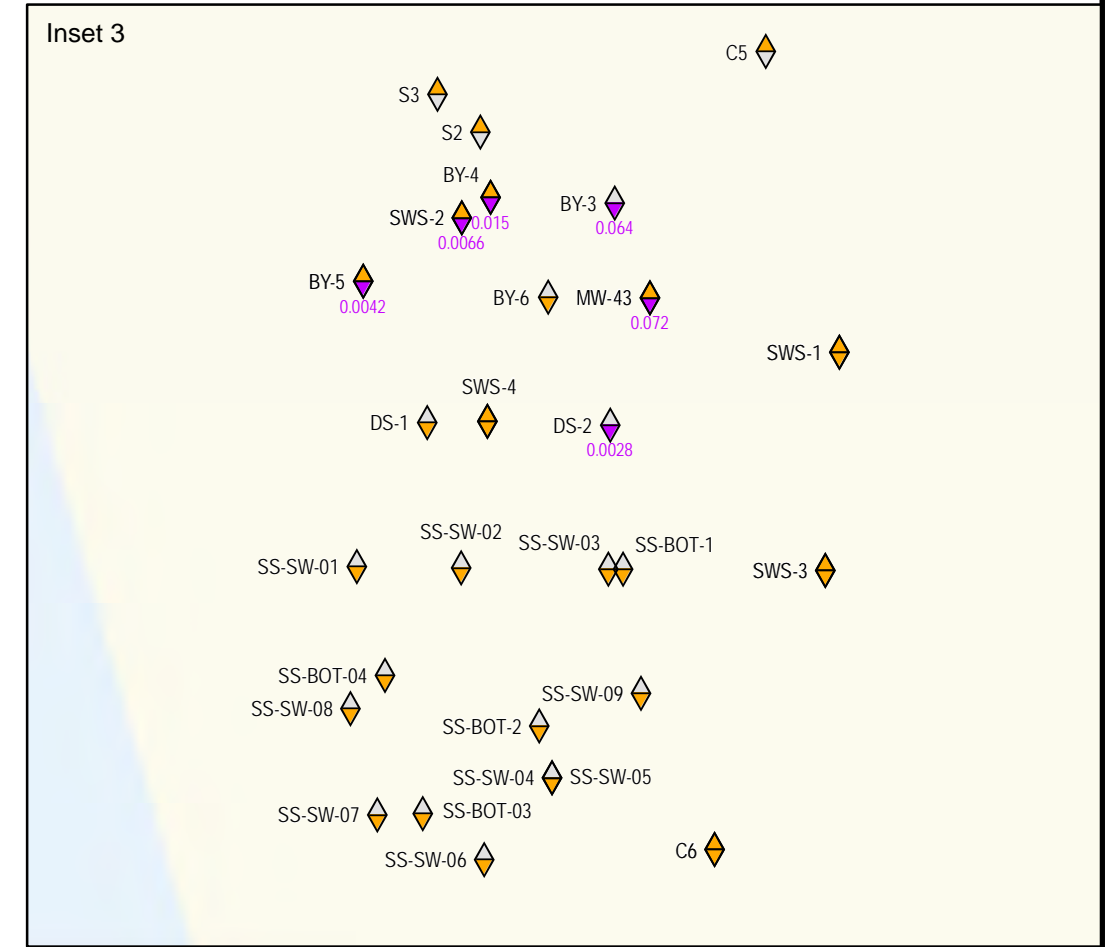 Inset 3
C5
S3
S2
BY-4
0.015
SWS-2
0.0066
BY-3
0.064
BY-5
0.0042
BY-6
MW-43
0.072
SWS-1
SWS-4
DS-1
DS-2
0.0028
SS-SW-02
SS-SW-03
SS-BOT-1
SS-SW-01
SWS-3
SS-BOT-04
SS-SW-08
SS-SW-09
SS-BOT-2
SS-SW-04
SS-SW-05
SS-SW-07
SS-BOT-03
SS-SW-06
C6